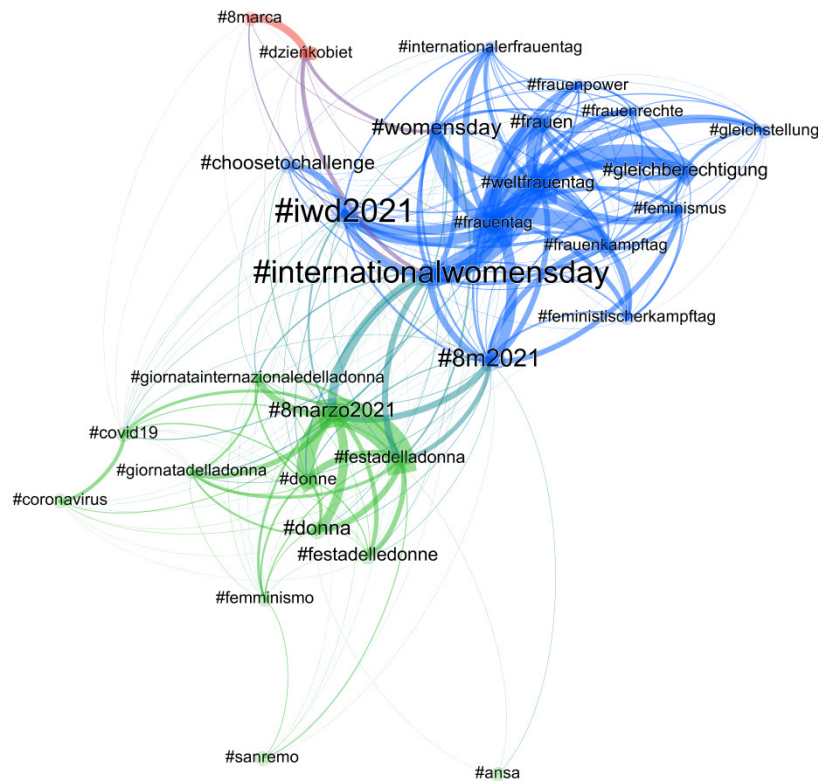 #8marca
#dzieńkobiet
#internationalerfrauentag
#frauenpower
#frauenrechte
#womensday
#frauen
#gleichstellung
#choosetochallenge
#weltfrauentag
#gleichberechtigung
#iwd2021
#frauentag
#feminismus
#frauenkampftag
#internationalwomensday
#feministischerkampftag
#8m2021
#giornatainternazionaledelladonna
#8marzo2021
#covid19
#festadelladonna
#giornatadelladonna
#donne
#coronavirus
#donna
#festadelledonne
#femminismo
#sanremo
#ansa